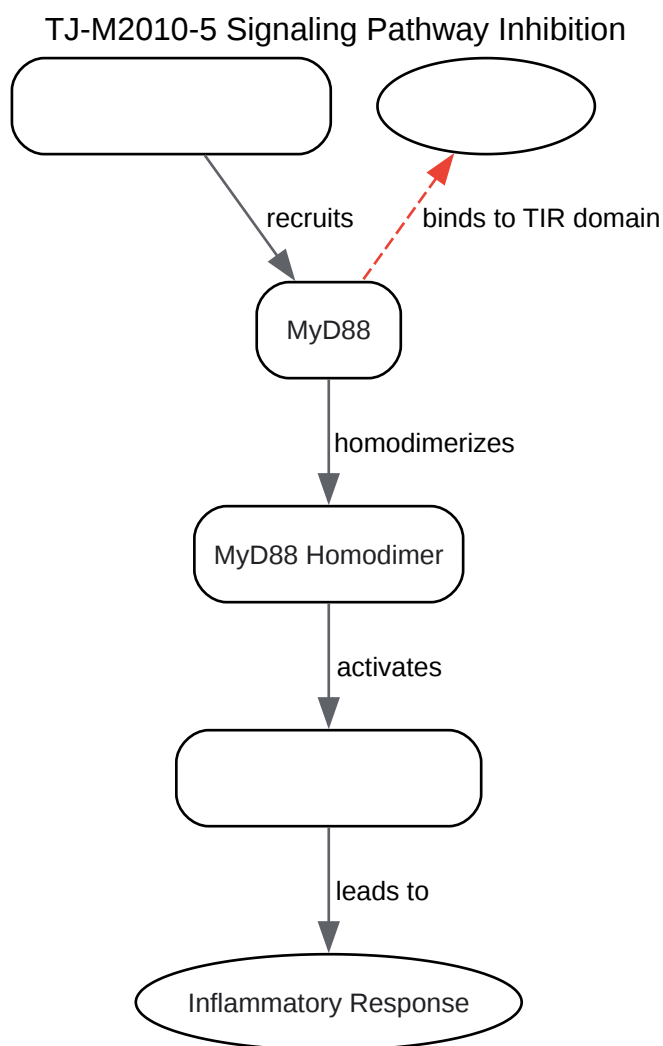 TJ-M2010-5 Signaling Pathway Inhibition
recruits
binds to TIR domain
MyD88
homodimerizes
MyD88 Homodimer
activates
leads to
Inflammatory Response